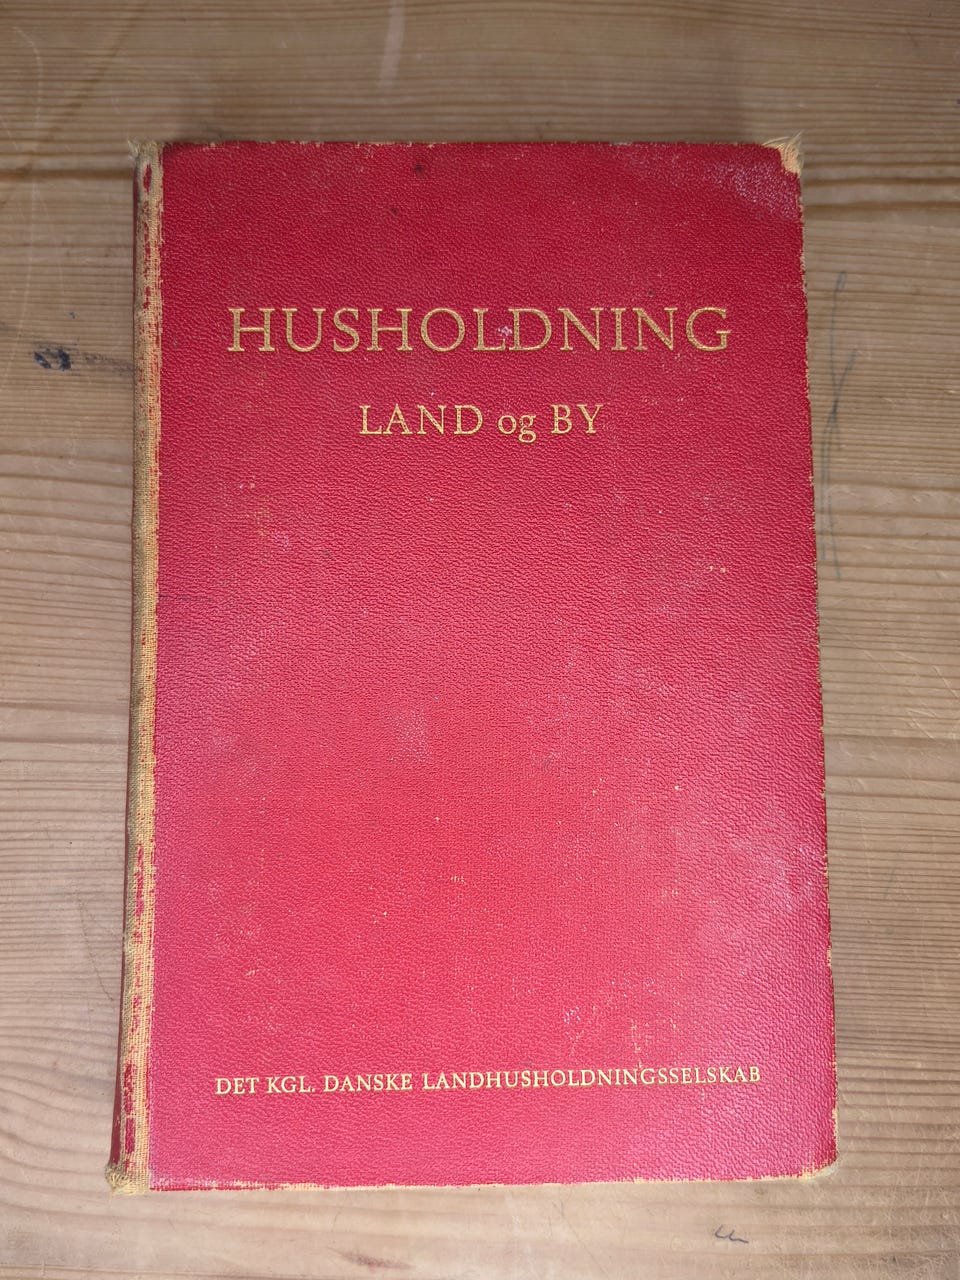 HUSHOLDNING
LAND og BY
DET KGL. DANSKE LANDHUSHOLDNINGSSELSKAB